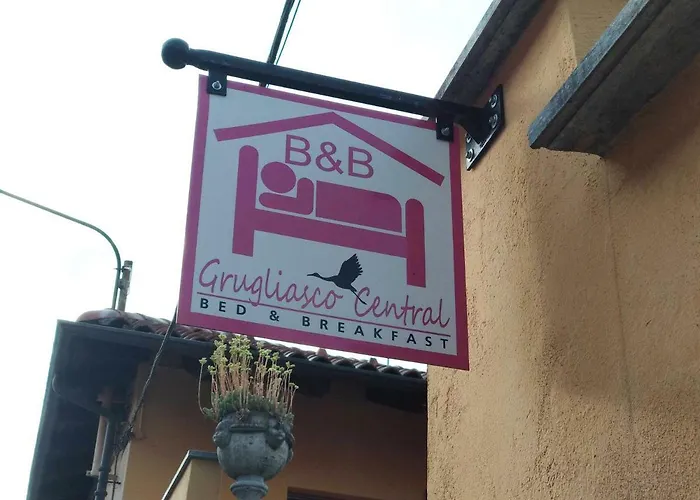 B&B
Grugliasco Central
BED & BREAKFAST